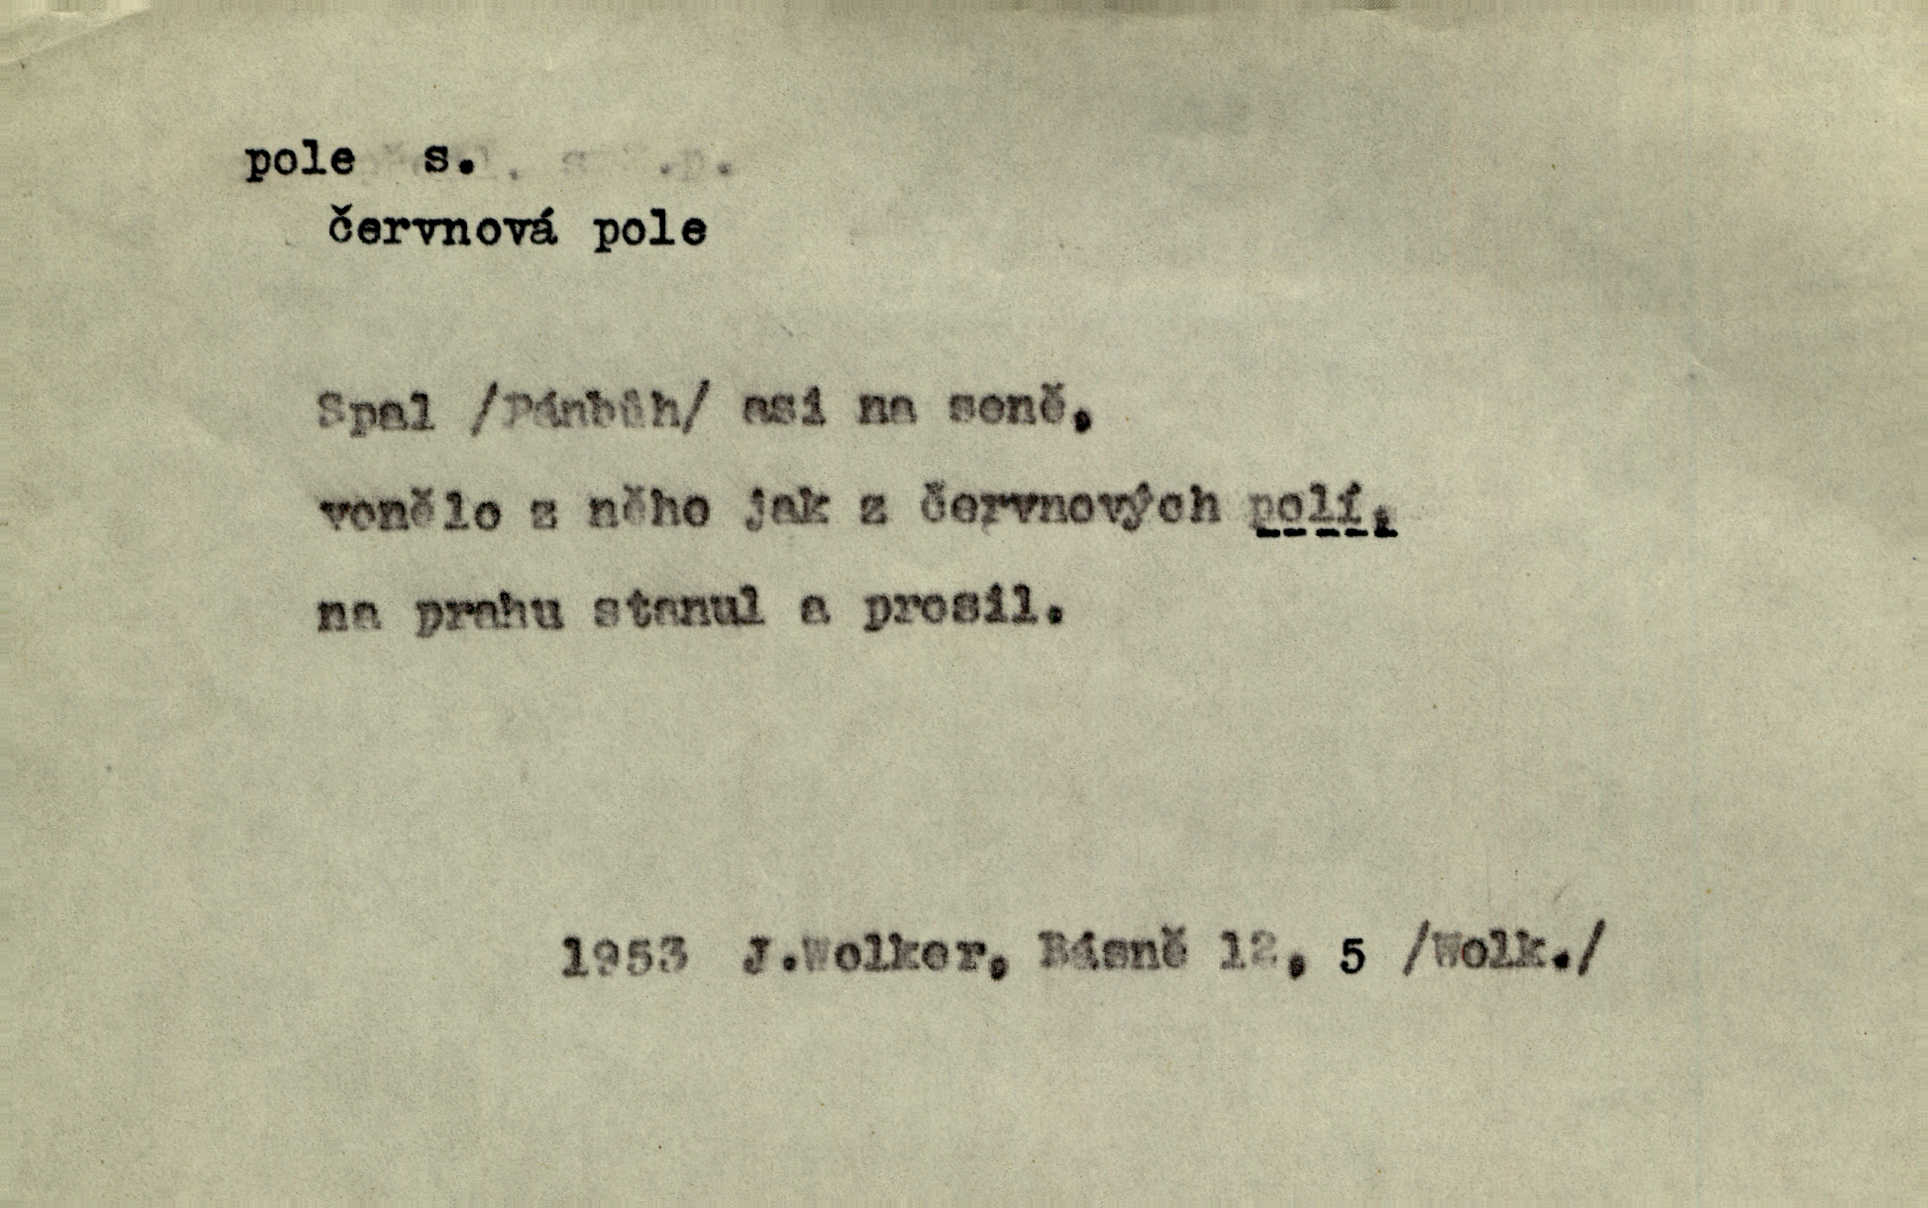 pole s.
červnová pole
Spal /Pánbůh/ asi na seně,
vonělo z něho jak z červnových polí,
na prahu stanul a prosil.
1953 J.Wolker, Básně 12, 5 /Wolk./